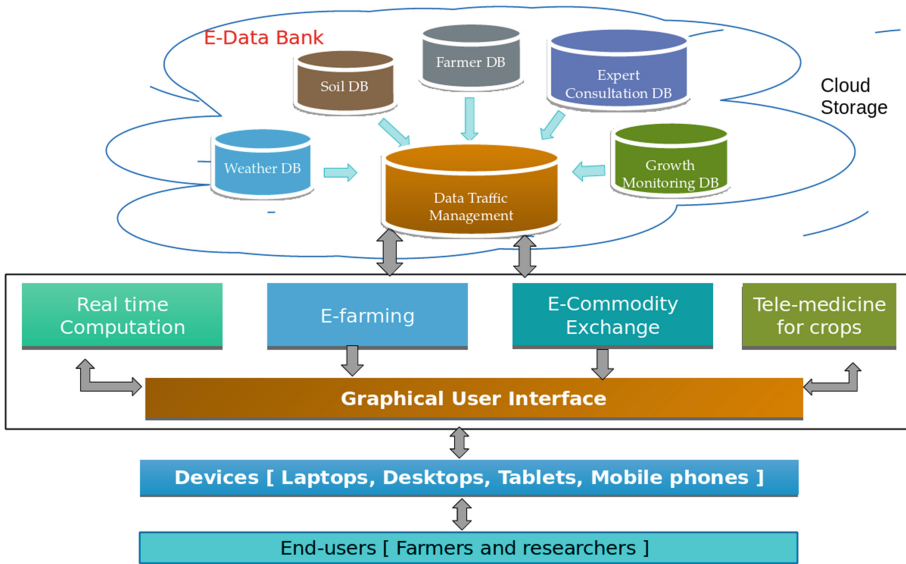 E-Data Bank
Soil DB
Farmer DB
Expert
Consultation DB
Cloud
Storage
Weather DB
Growth
Monitoring DB
Data Traffic
Management
Real time
Computation
E-farming
E-Commodity
Exchange
Tele-medicine
for crops
Graphical User Interface
Devices [ Laptops, Desktops, Tablets, Mobile phones ]
End-users [ Farmers and researchers ]